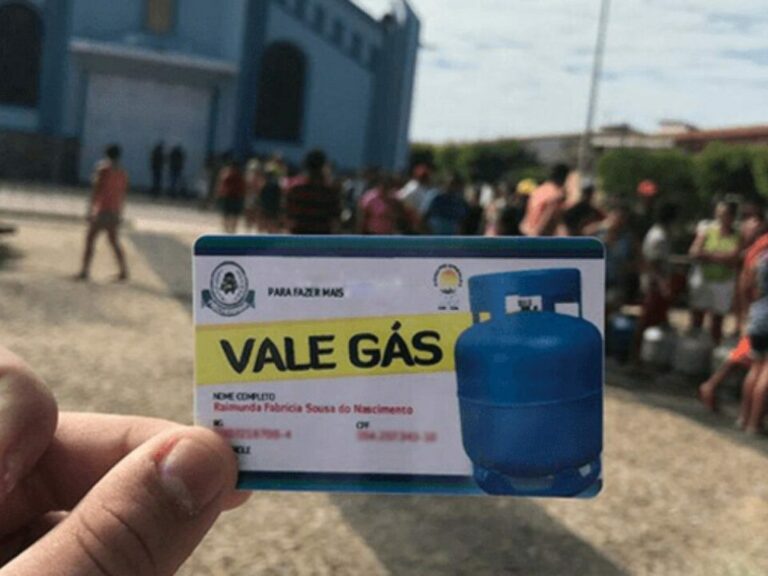 PARA FAZER MAIS
VALE GÁS
NOME COMPLETO
Raimunda Fabricia Sousa do Nascimento
RG CPF